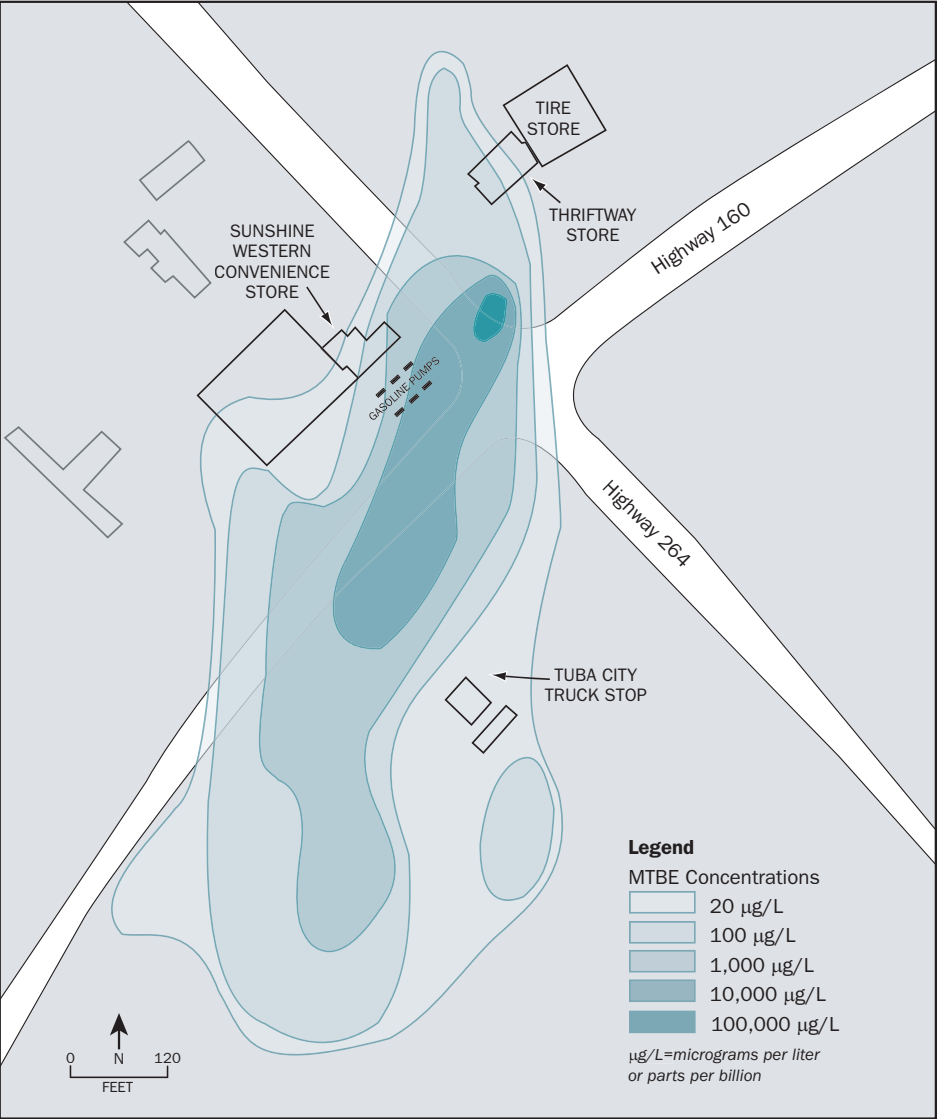 TIRE
STORE
THRIFTWAY
STORE
Highway 160
SUNSHINE
WESTERN
CONVENIENCE
STORE
GASOLINE PUMPS
Highway 264
TUBA CITY
TRUCK STOP
Legend
MTBE Concentrations
20 µg/L
100 µg/L
1,000 µg/L
10,000 µg/L
100,000 µg/L
µg/L=micrograms per liter
or parts per billion
0 N 120
FEET